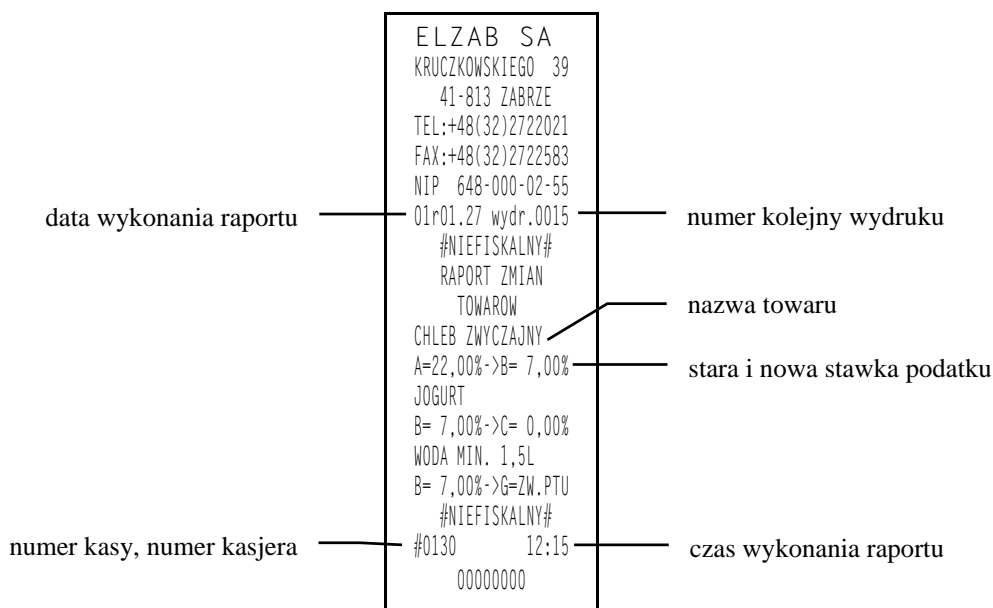 ELZAB SA
KRUCZKOWSKIEGO 39
41-813 ZABRZE
TEL:+48(32)2722021
FAX:+48(32)2722583
NIP 648-000-02-55
data wykonania raportu
01r01.27 wydr.0015
numer kolejny wydruku
#NIEFISKALNY#
RAPORT ZMIAN
TOWAROW
nazwa towaru
CHLEB ZWYCZAJNY
A=22,00%->B= 7,00%
stara i nowa stawka podatku
JOGURT
B= 7,00%->C= 0,00%
WODA MIN. 1,5L
B= 7,00%->G=ZW.PTU
#NIEFISKALNY#
numer kasy, numer kasjera
#0130 12:15
czas wykonania raportu
00000000